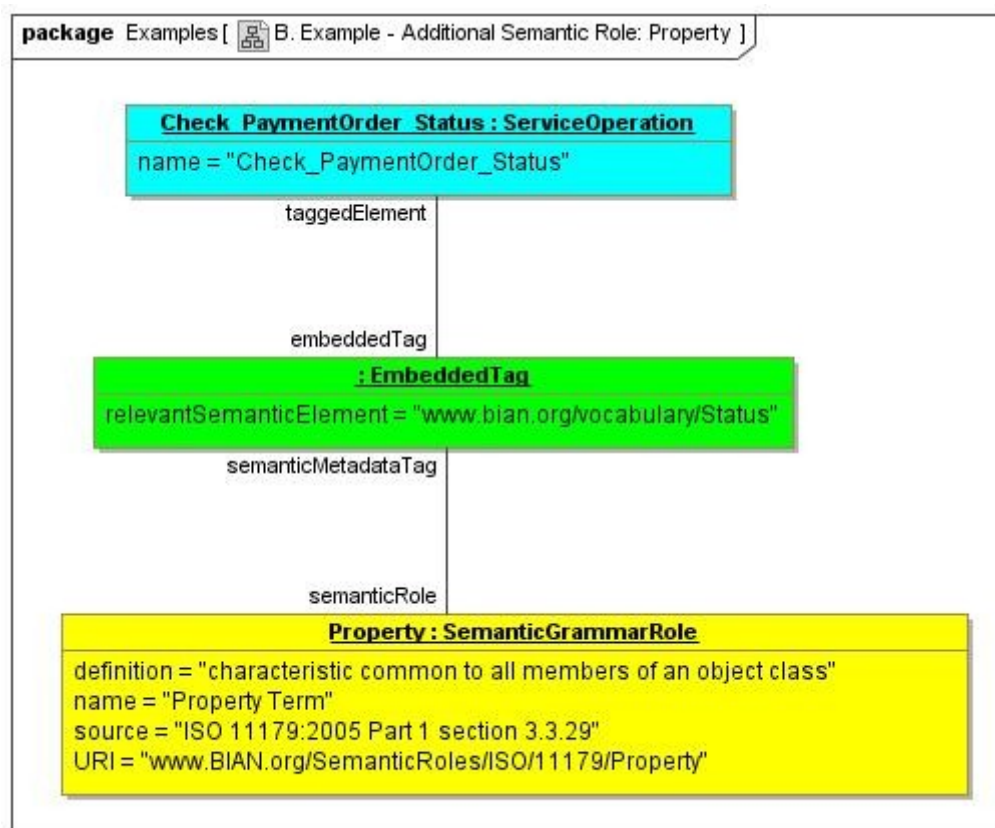 package Examples [ B. Example - Additional Semantic Role: Property ]
Check_PaymentOrder_Status : ServiceOperation
name = "Check_PaymentOrder_Status"
taggedElement
embeddedTag
: EmbeddedTag
relevantSemanticElement = "www.bian.org/vocabulary/Status"
semanticMetadataTag
semanticRole
Property : SemanticGrammarRole
definition = "characteristic common to all members of an object class"
name = "Property Term"
source = "ISO 11179:2005 Part 1 section 3.3.29"
URI = "www.BIAN.org/SemanticRoles/ISO/11179/Property"